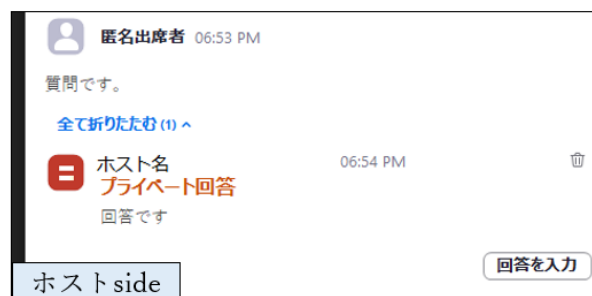 匿名出席者 06:53 PM
質問です。
全て折りたたむ (1) ^
ホスト名 06:54 PM
プライベート回答
回答です
回答を入力
ホストside